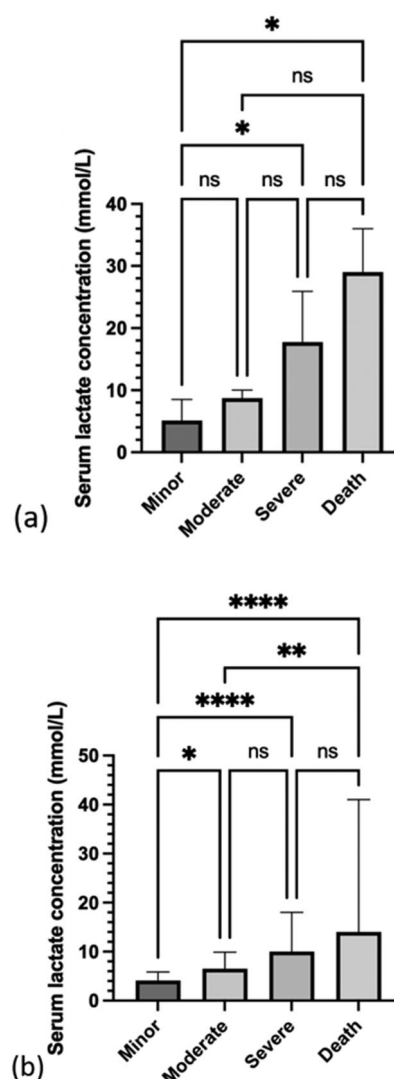 *
ns
*
ns ns ns
Serum lactate concentration (mmol/L)
40
30
20
10
0
Minor
Moderate
Severe
Death
(a)
****
**
****
* ns ns
Serum lactate concentration (mmol/L)
50
40
30
20
10
0
Minor
Moderate
Severe
Death
(b)